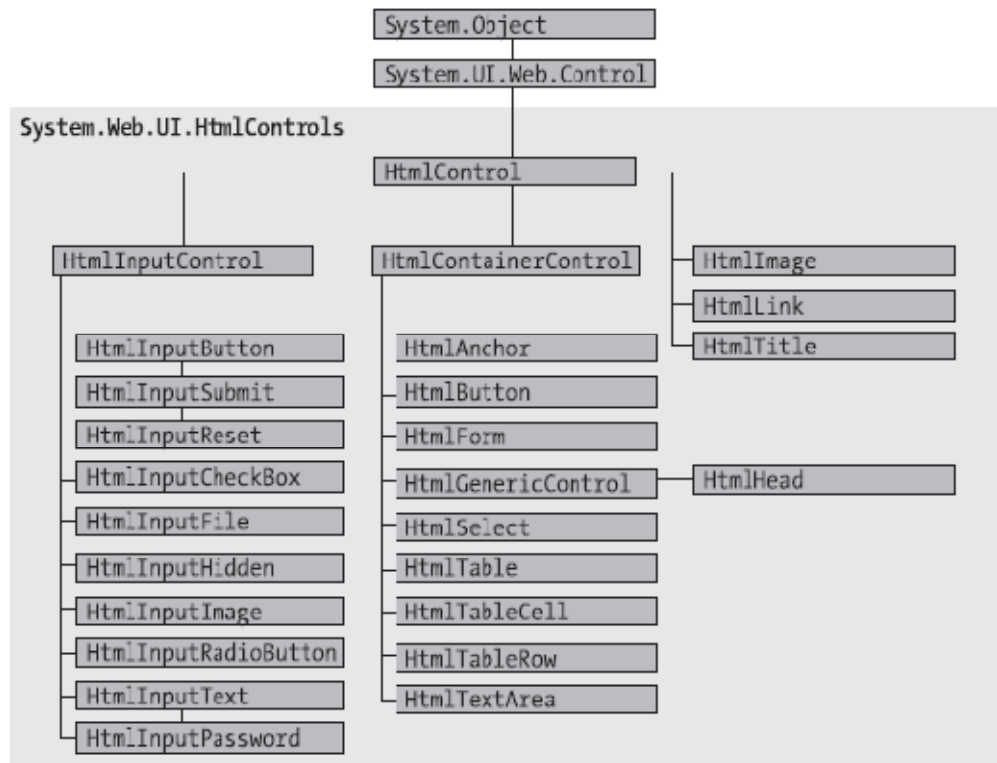 System.Object
System.UI.Web.Control
System.Web.UI.HtmlControls
HtmlControl
HtmlInputControl
HtmlContainerControl
HtmlImage
HtmlLink
HtmlTitle
HtmlInputButton
HtmlAnchor
HtmlInputSubmit
HtmlButton
HtmlInputReset
HtmlForm
HtmlInputCheckBox
HtmlGenericControl
HtmlHead
HtmlInputFile
HtmlSelect
HtmlInputHidden
HtmlTable
HtmlInputImage
HtmlTableCell
HtmlInputRadioButton
HtmlTableRow
HtmlInputText
HtmlTextArea
HtmlInputPassword